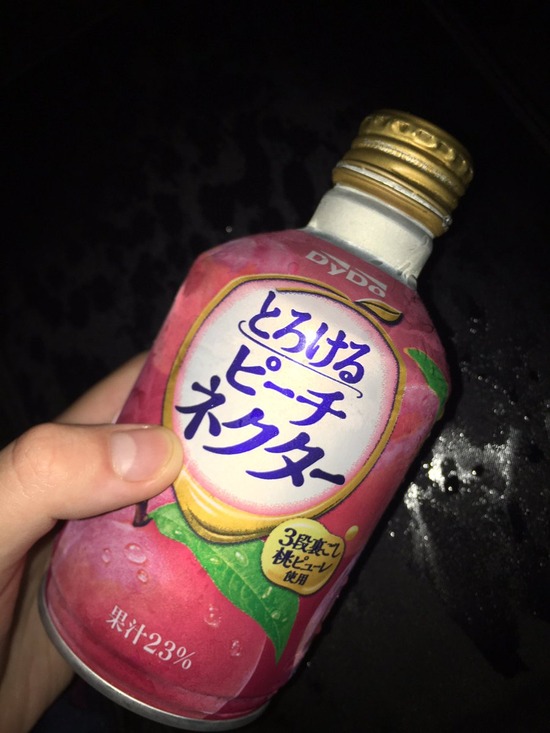 DyDo
とろける
ピーチ
ネクター
3段裏ごし
桃ピューレ
使用
果汁23%